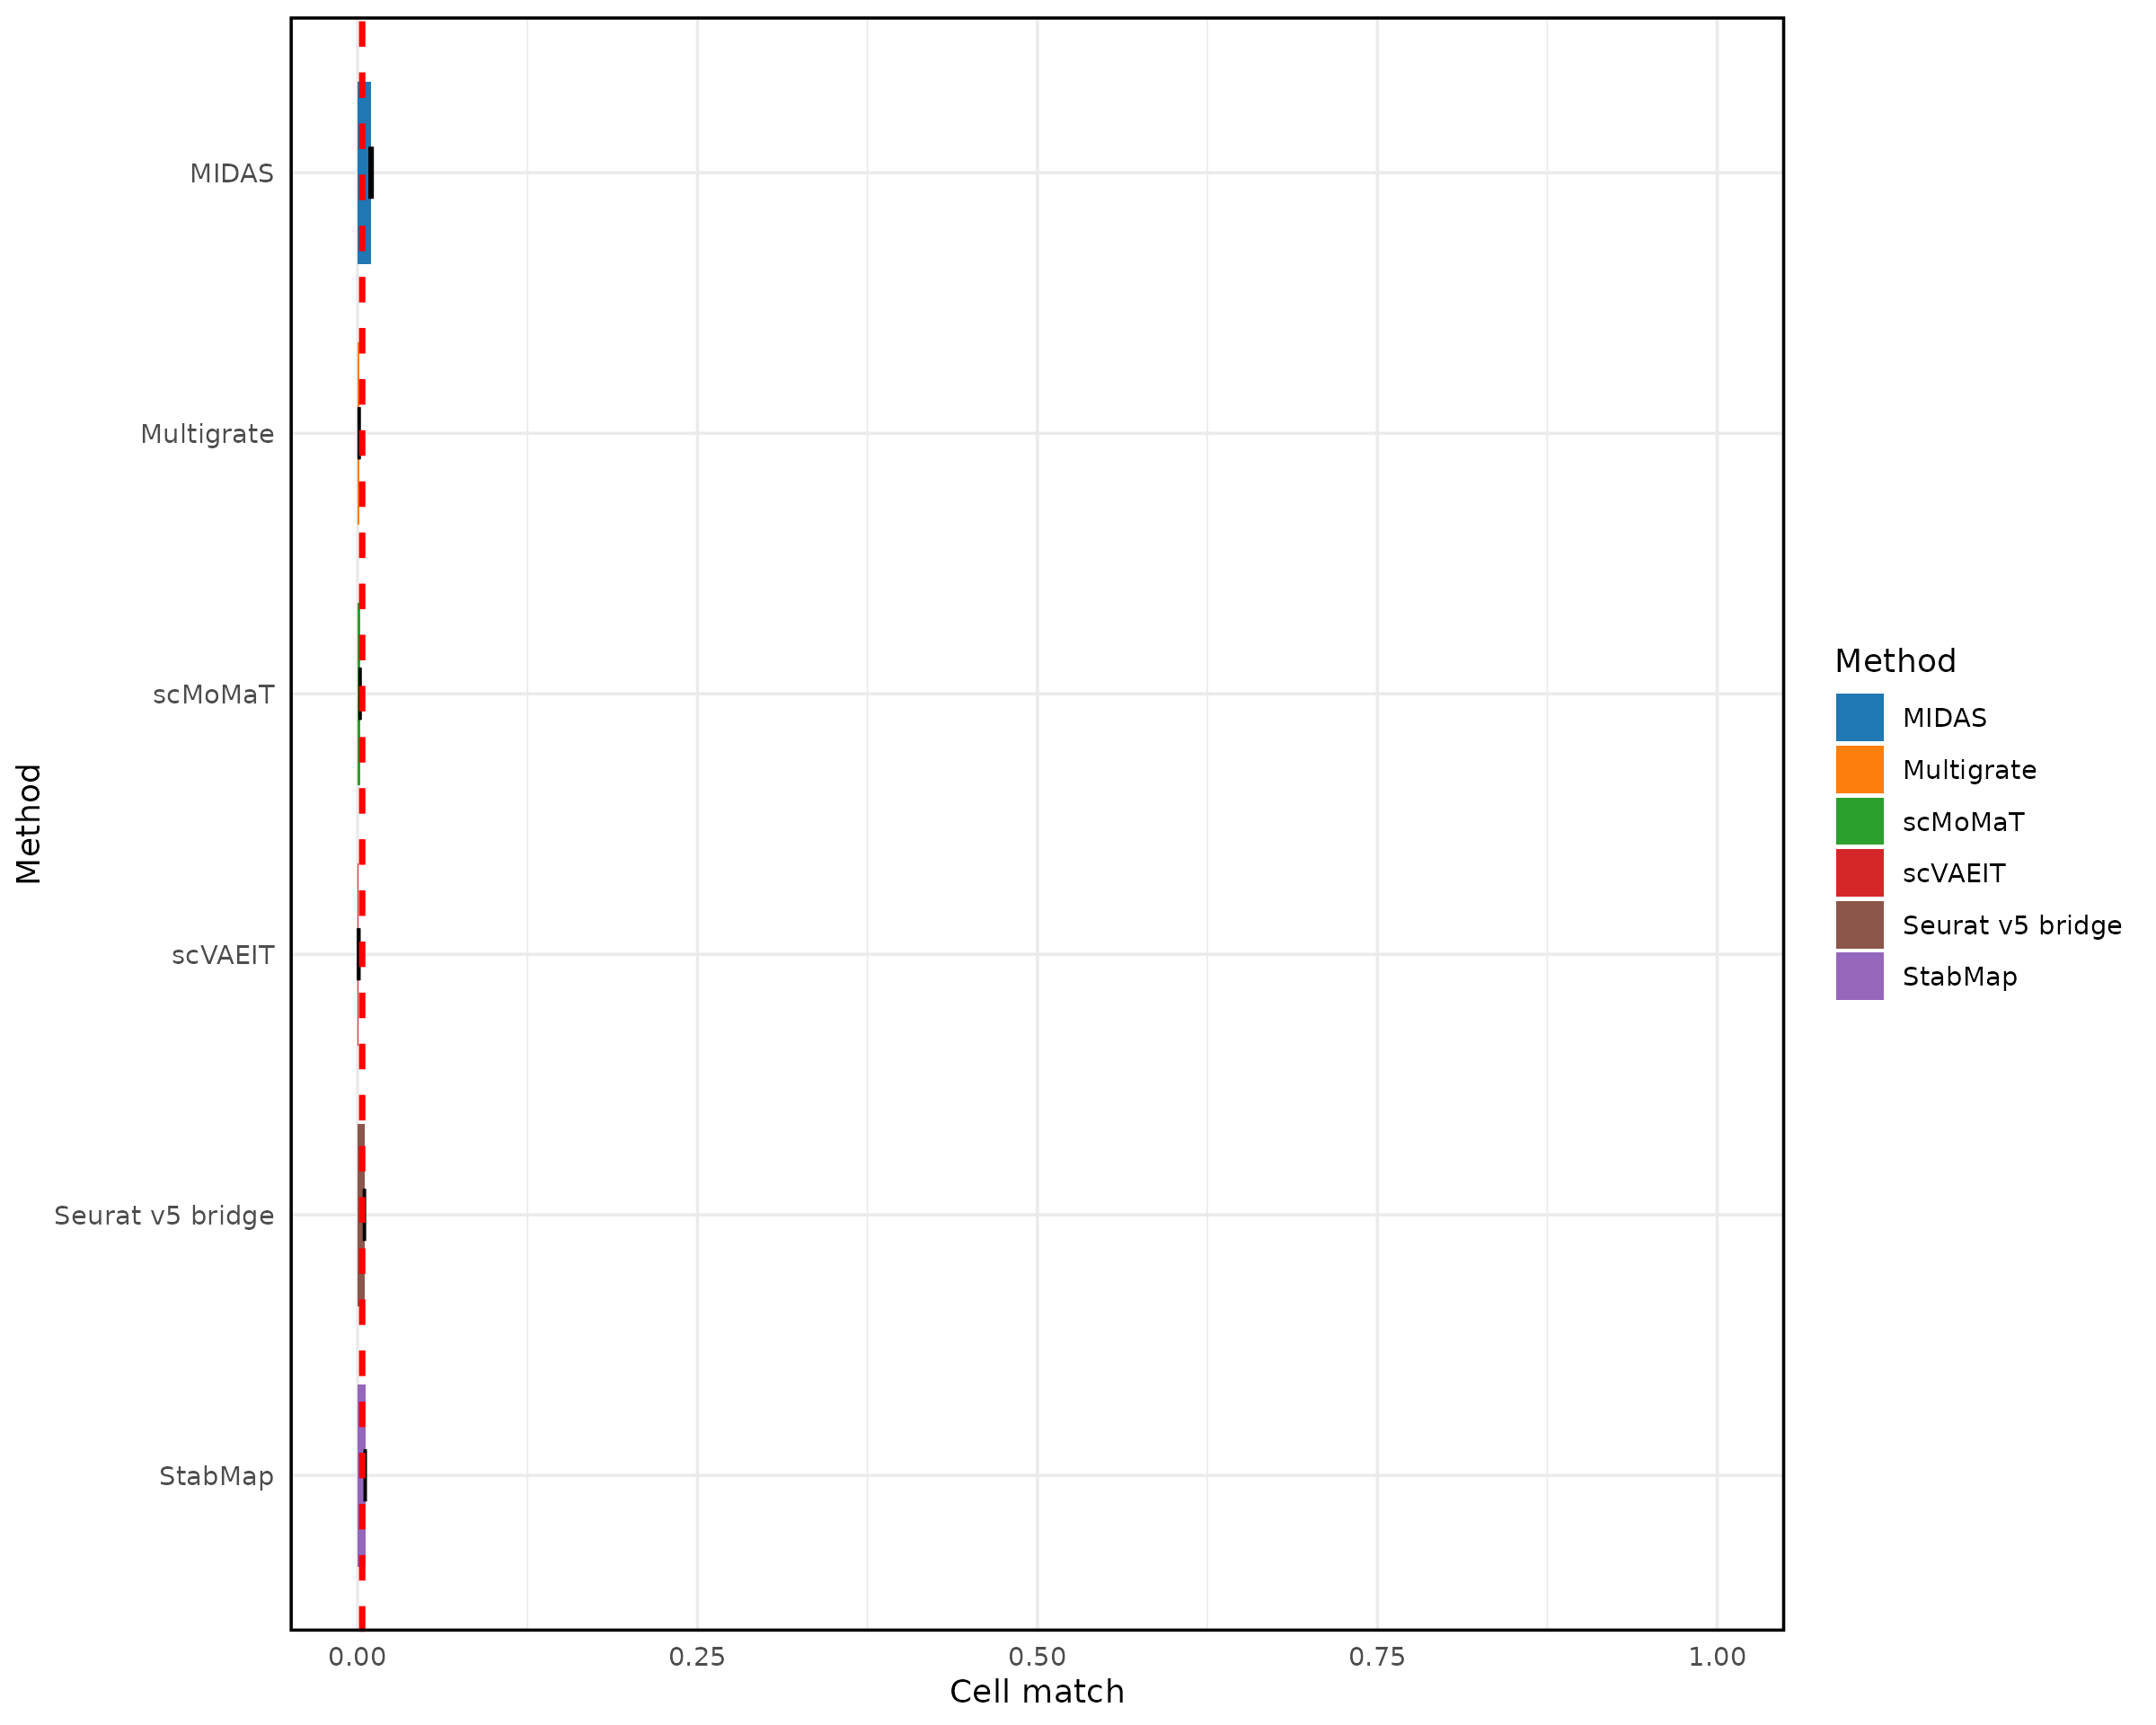 MIDAS
Multigrate
scMoMaT
scVAEIT
Seurat v5 bridge
StabMap
Method
0.00 0.25 0.50 0.75 1.00
Cell match
Method
MIDAS
Multigrate
scMoMaT
scVAEIT
Seurat v5 bridge
StabMap